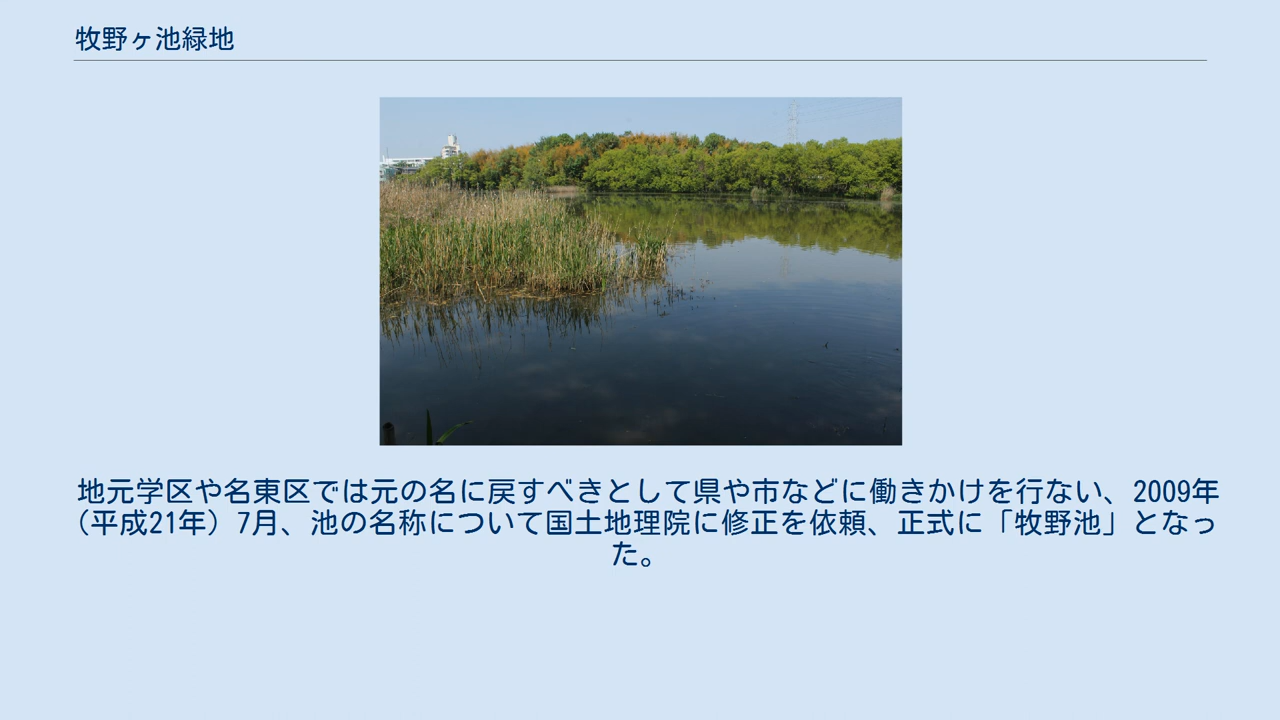 牧野ヶ池緑地
地元学区や名東区では元の名に戻すべきとして県や市などに働きかけを行ない、2009年
（平成21年）7月、池の名称について国土地理院に修正を依頼、正式に「牧野池」となっ
た。